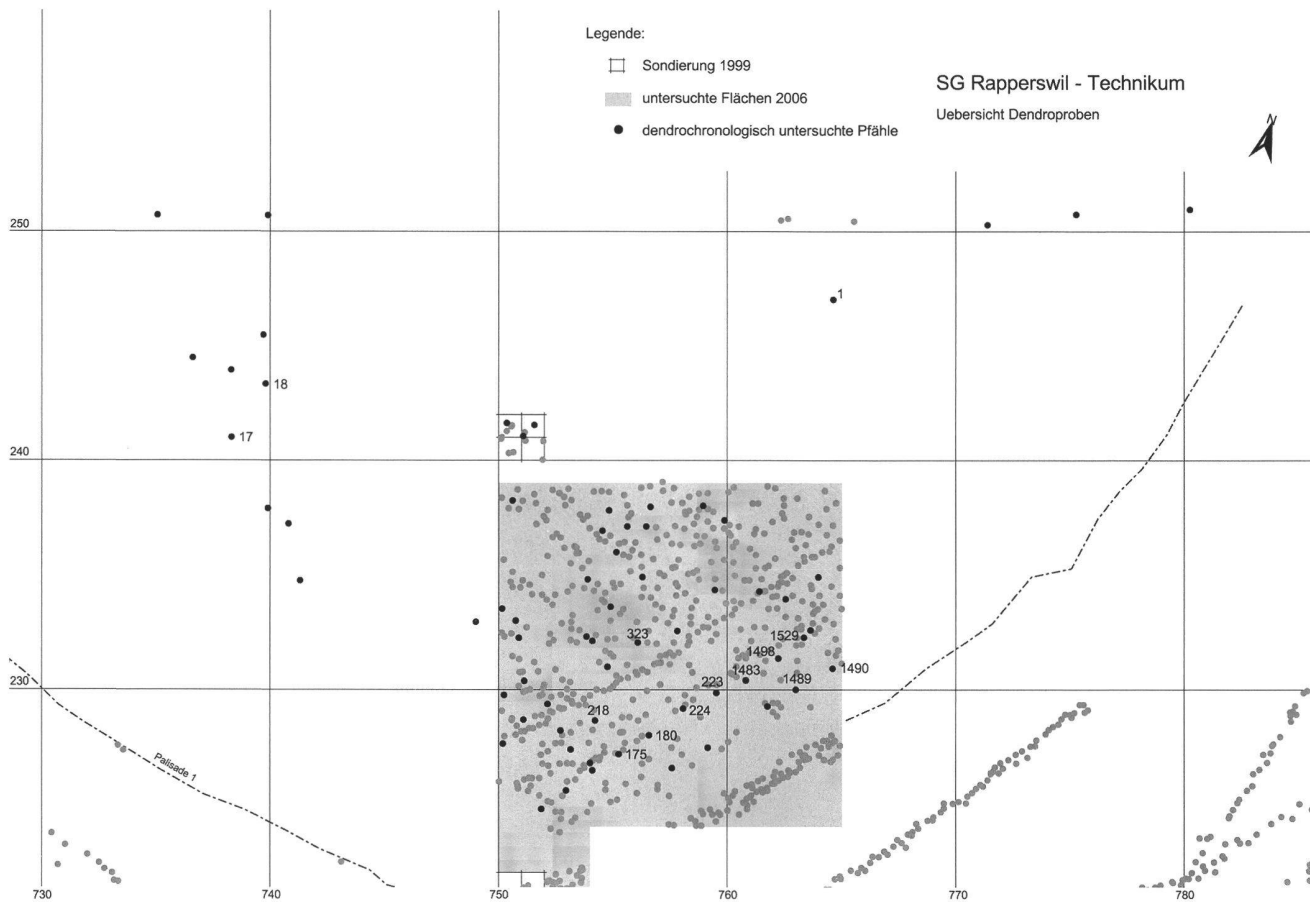 Legende:
Sondierung 1999
untersuchte Flächen 2006
dendrochronologisch untersuchte Pfähle
SG Rapperswil - Technikum
Uebersicht Dendroproben
N
250
1
18
17
240
323
1529
1498
1490
1483
1489
230
223
224
218
180
175
Palisade 1
730
740
750
760
770
780